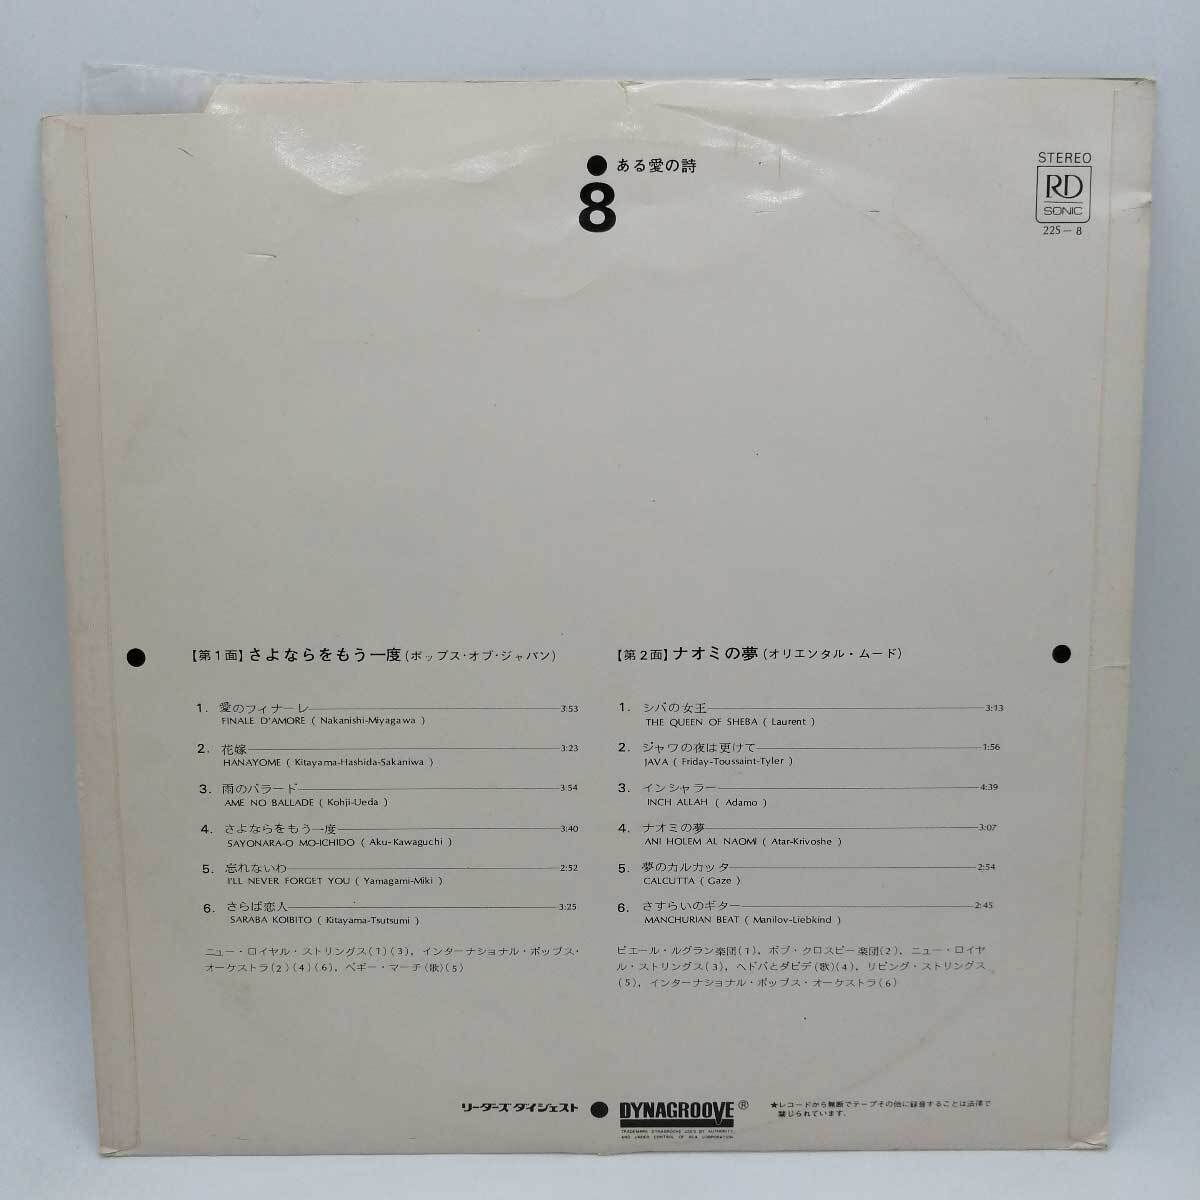 ある愛の詩
8
STEREO
RD
SONIC
225-8
【第1面】さよならをもう一度(ポップス・オブ・ジャパン)
1. 愛のフィナーレ 3:53
FINALE D'AMORE ( Nakanishi-Miyagawa )
2. 花嫁 3:23
HANAYOME ( Kitayama-Hashida-Sakaniwa )
3. 雨のバラード 3:54
AME NO BALLADE ( Kohji-Ueda )
4. さよならをもう一度 3:40
SAYONARA-O MO-ICHIDO ( Aku-Kawaguchi )
5. 忘れないわ 2:52
I'LL NEVER FORGET YOU ( Yamagami-Miki )
6. さらば恋人 3:25
SARABA KOIBITO ( Kitayama-Tsutsumi )
ニュー・ロイヤル・ストリングス(1)(3), インターナショナル・ポップス・
オーケストラ(2)(4)(6), ペギー・マーチ(歌)(5)
【第2面】ナオミの夢(オリエンタル・ムード)
1. シバの女王 3:13
THE QUEEN OF SHEBA ( Laurent )
2. ジャワの夜は更けて 1:56
JAVA ( Friday-Toussaint-Tyler )
3. インシャラー 4:39
INCH ALLAH ( Adamo )
4. ナオミの夢 3:07
ANI HOLEM AL NAOMI ( Atar-Krivoshe )
5. 夢のカルカッタ 2:54
CALCUTTA ( Gaze )
6. さすらいのギター 2:45
MANCHURIAN BEAT ( Manilov-Liebkind )
ピエール・ルグラン楽団(1), ボブ・クロスビー楽団(2), ニュー・ロイヤ
ル・ストリングス(3), ヘドバとダビデ(歌)(4), リビング・ストリングス
(5), インターナショナル・ポップス・オーケストラ(6)
リーダーズ ダイジェスト
DYNAGROOVE®
TRADEMARK DYNAGROOVE USED BY AUTHORITY
AND UNDER CONTROL OF RCA CORPORATION
★レコードから無断でテープその他に録音することは法律で
禁じられています.